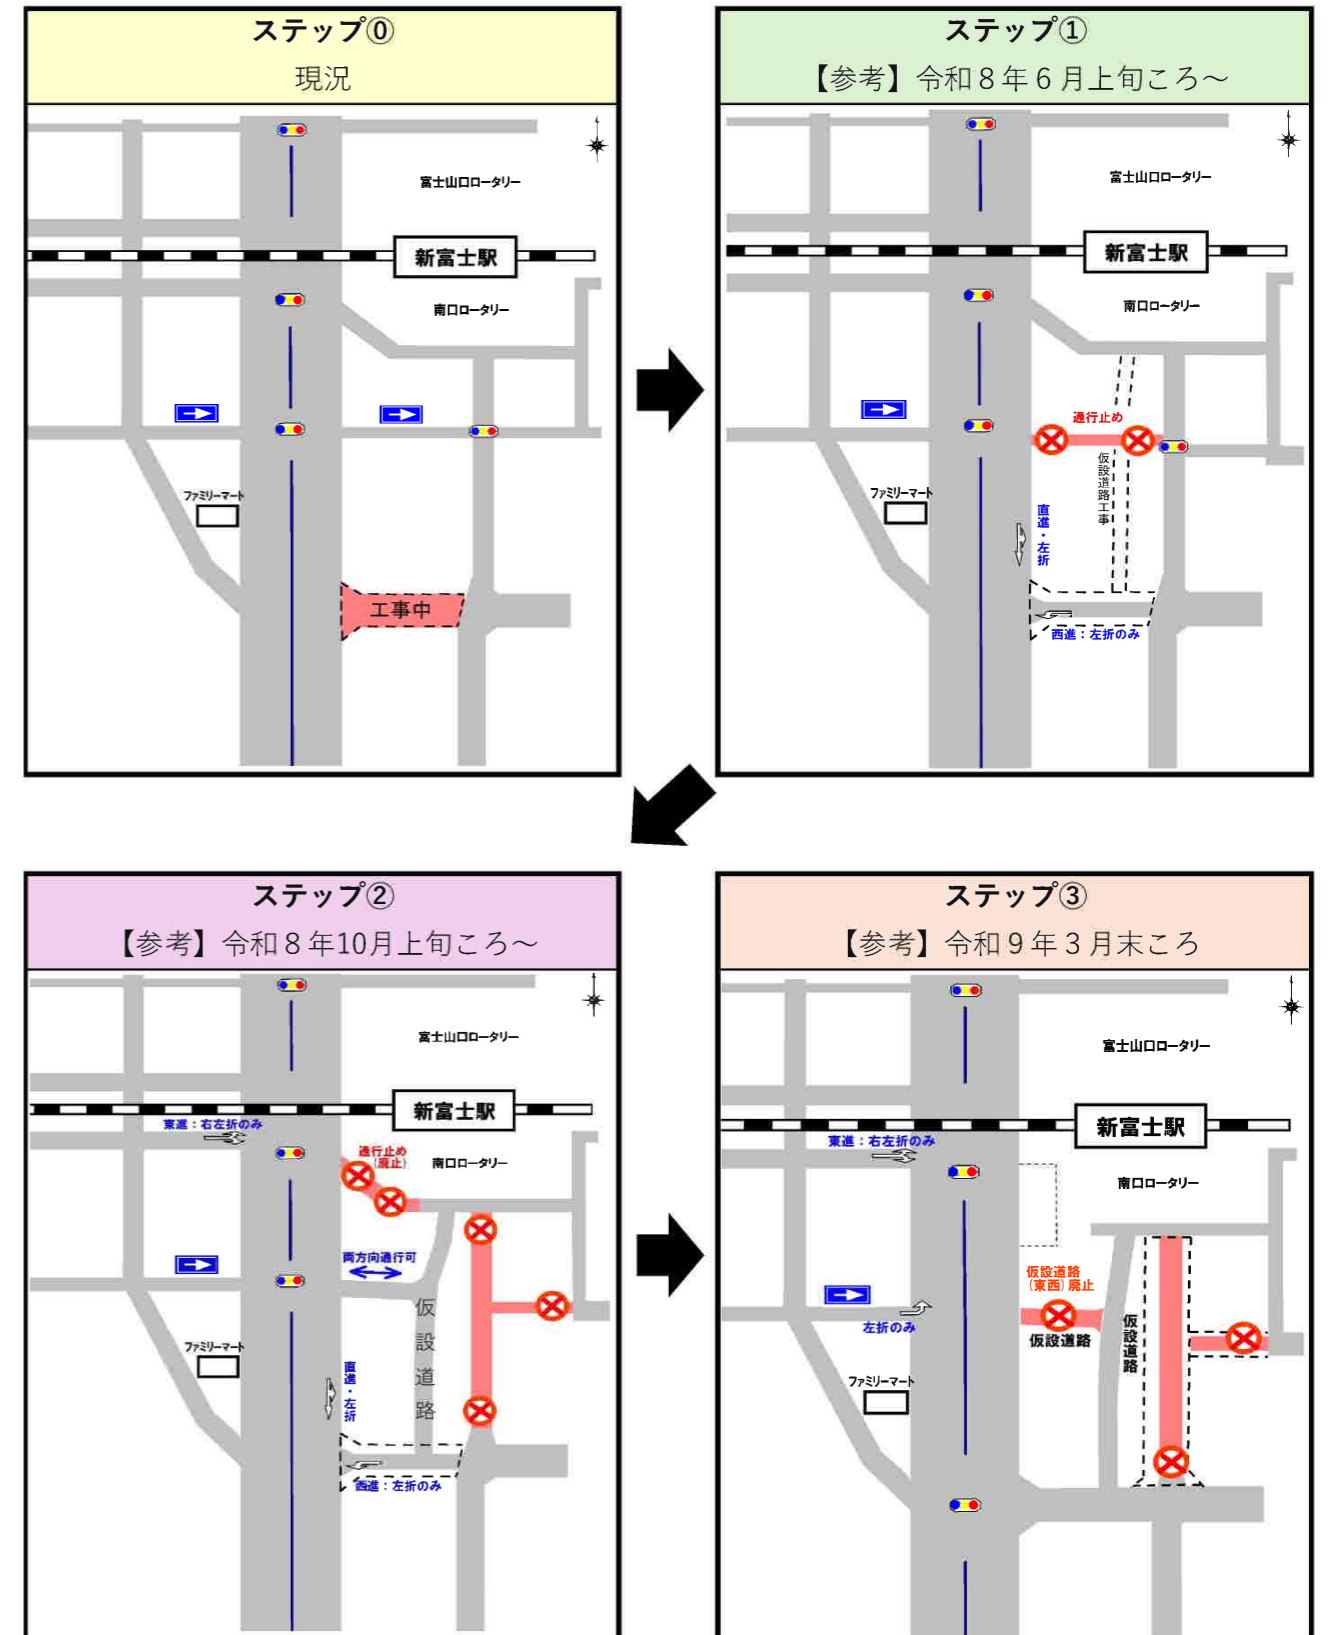 ステップ⓪
現況
富士山口ロータリー
新富士駅
南口ロータリー
ファミリーマート
工事中
ステップ①
【参考】令和８年６月上旬ころ～
富士山口ロータリー
新富士駅
南口ロータリー
通行止め
仮設道路工事
ファミリーマート
直進・左折
西進：左折のみ
ステップ②
【参考】令和８年10月上旬ころ～
富士山口ロータリー
新富士駅
東進：右左折のみ
通行止め
（廃止）
南口ロータリー
両方向通行可
仮設道路
ファミリーマート
直進・左折
西進：左折のみ
ステップ③
【参考】令和９年３月末ころ
富士山口ロータリー
新富士駅
東進：右左折のみ
南口ロータリー
仮設道路
（東西）廃止
左折のみ
仮設道路
仮設道路
ファミリーマート